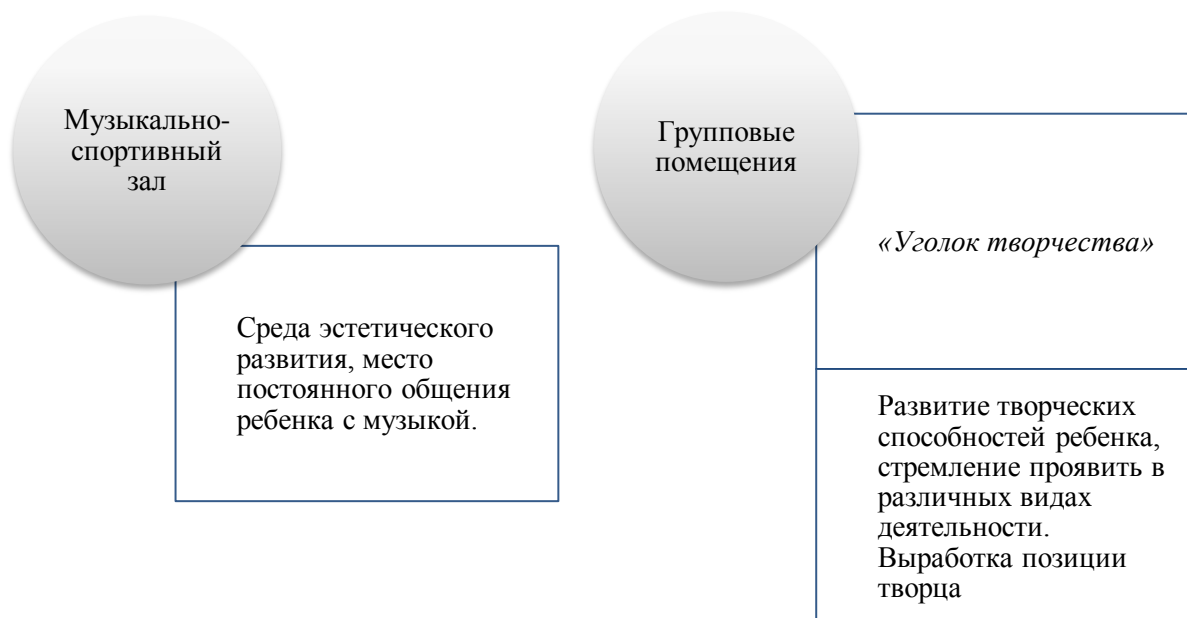 Музыкально-
спортивный
зал
Среда эстетического
развития, место
постоянного общения
ребенка с музыкой.
Групповые
помещения
«Уголок творчества»
Развитие творческих
способностей ребенка,
стремление проявить в
различных видах
деятельности.
Выработка позиции
творца